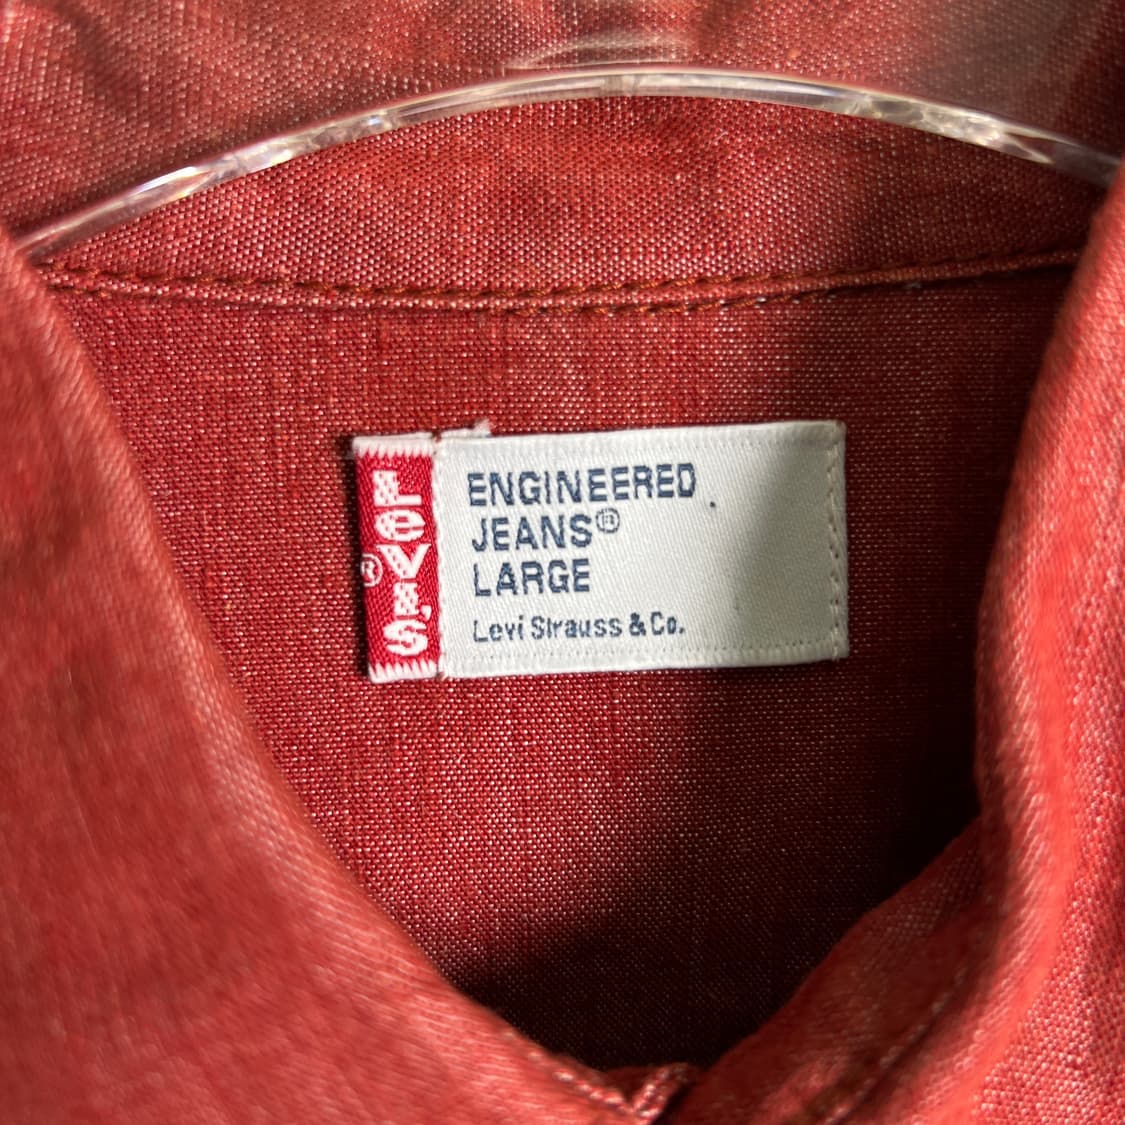 LEVI'S®
ENGINEERED
JEANS®
LARGE
Levi Strauss & Co.